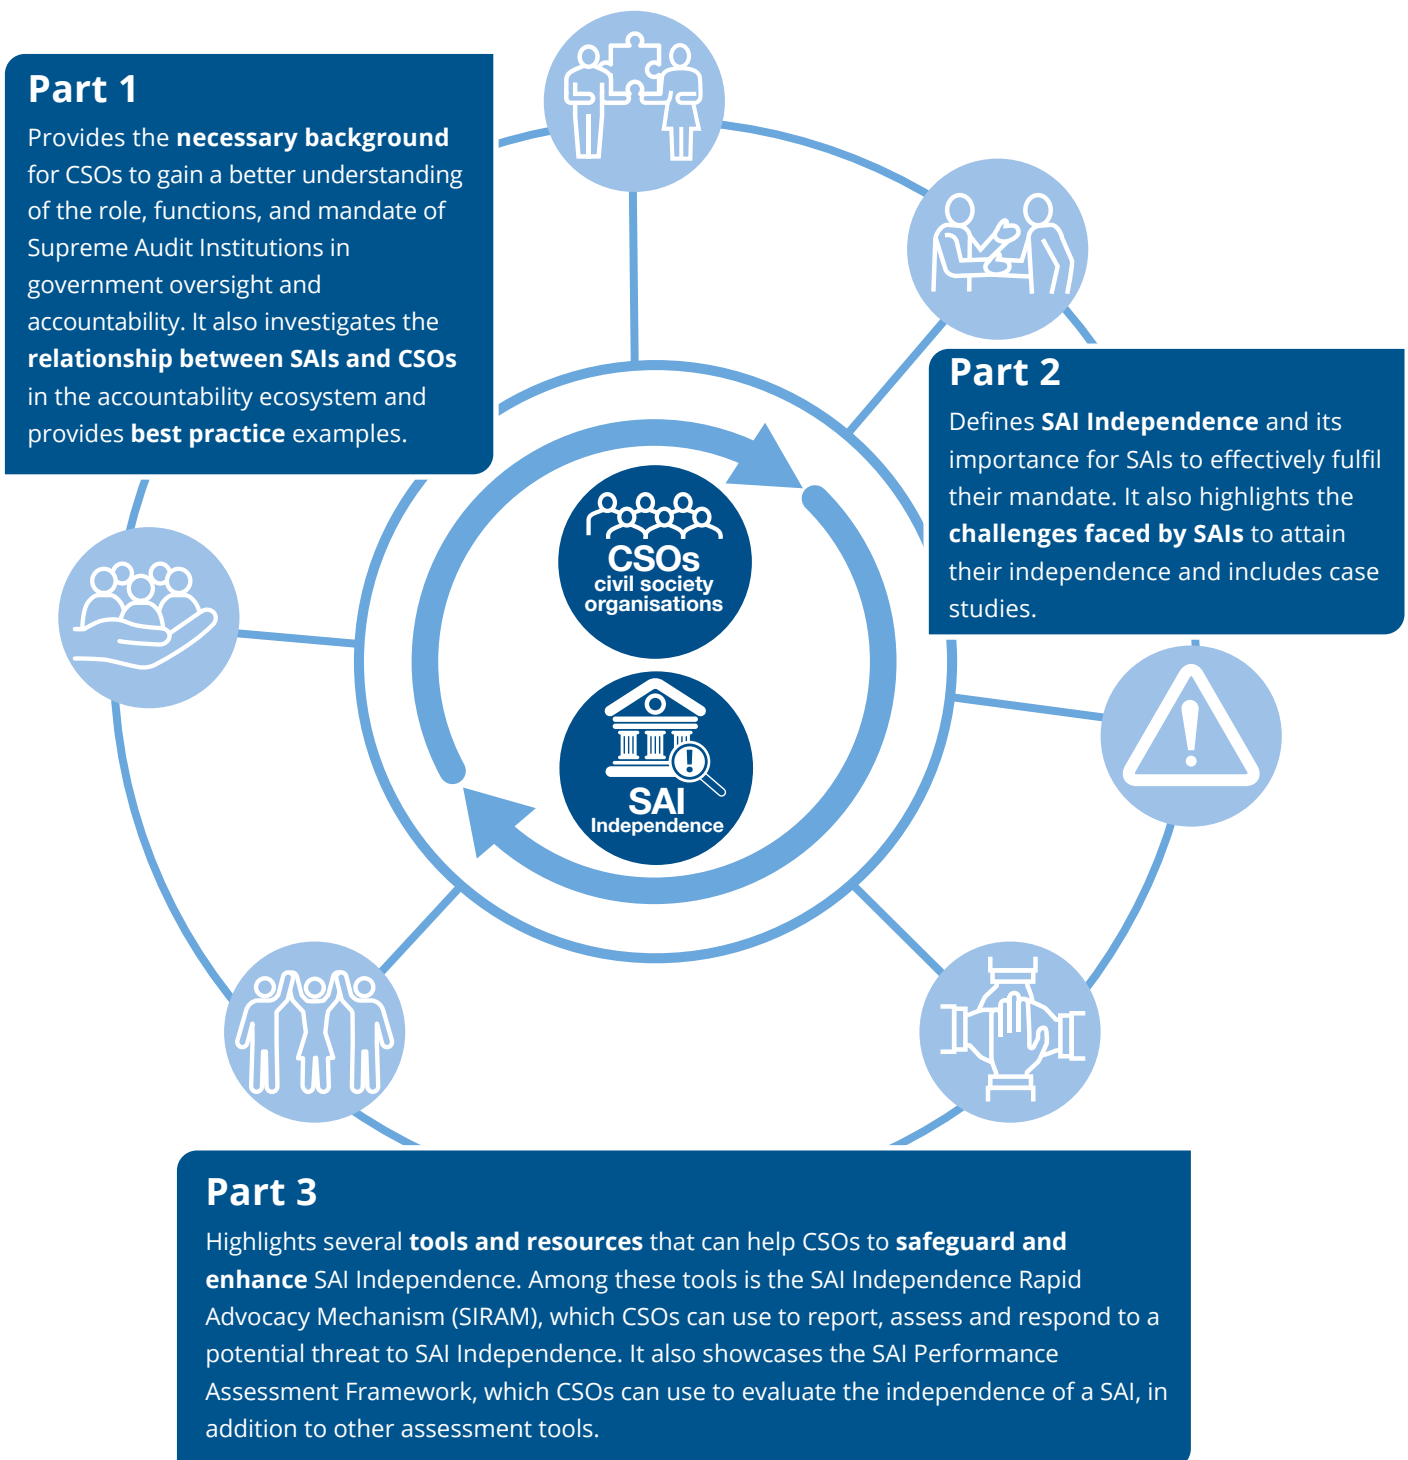 Part 1
Provides the necessary background
for CSOs to gain a better understanding
of the role, functions, and mandate of
Supreme Audit Institutions in
government oversight and
accountability. It also investigates the
relationship between SAIs and CSOs
in the accountability ecosystem and
provides best practice examples.
Part 2
Defines SAI Independence and its
importance for SAIs to effectively fulfil
their mandate. It also highlights the
challenges faced by SAIs to attain
their independence and includes case
studies.
CSOs
civil society
organisations
SAI
Independence
Part 3
Highlights several tools and resources that can help CSOs to safeguard and
enhance SAI Independence. Among these tools is the SAI Independence Rapid
Advocacy Mechanism (SIRAM), which CSOs can use to report, assess and respond to a
potential threat to SAI Independence. It also showcases the SAI Performance
Assessment Framework, which CSOs can use to evaluate the independence of a SAI, in
addition to other assessment tools.